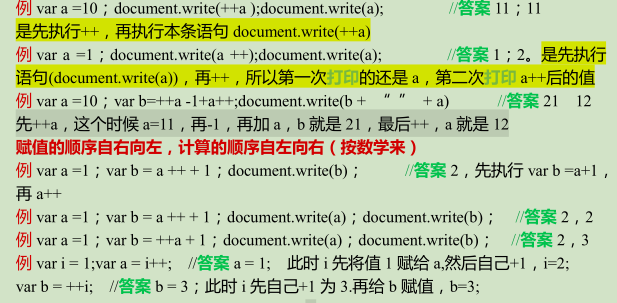 例 var a =10；document.write(++a );document.write(a); //答案 11；11
是先执行++，再执行本条语句 document.write(++a)
例 var a =1；document.write(a ++);document.write(a); //答案 1；2。是先执行
语句(document.write(a))，再++，所以第一次打印的还是 a，第二次打印 a++后的值
例 var a =10；var b=++a -1+a++;document.write(b + “ ” + a) //答案 21 12
先++a，这个时候 a=11，再-1，再加 a，b 就是 21，最后++，a 就是 12
赋值的顺序自右向左，计算的顺序自左向右（按数学来）
例 var a =1；var b = a ++ + 1；document.write(b)； //答案 2，先执行 var b =a+1，
再 a++
例 var a =1；var b = a ++ + 1；document.write(a)；document.write(b)； //答案 2，2
例 var a =1；var b = ++a + 1；document.write(a)；document.write(b)； //答案 2，3
例 var i = 1;var a = i++; //答案 a = 1; 此时 i 先将值 1 赋给 a,然后自己+1，i=2;
var b = ++i; //答案 b = 3；此时 i 先自己+1 为 3.再给 b 赋值，b=3;